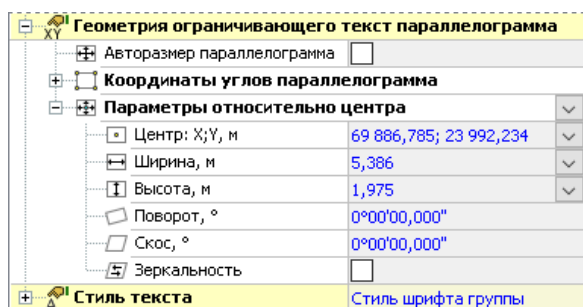 Геометрия ограничивающего текст параллелограмма
Авторазмер параллелограмма
Координаты углов параллелограмма
Параметры относительно центра
Центр: X;Y, м 69 886,785; 23 992,234
Ширина, м 5,386
Высота, м 1,975
Поворот, ° 0°00'00,000"
Скос, ° 0°00'00,000"
Зеркальность
Стиль текста Стиль шрифта группы